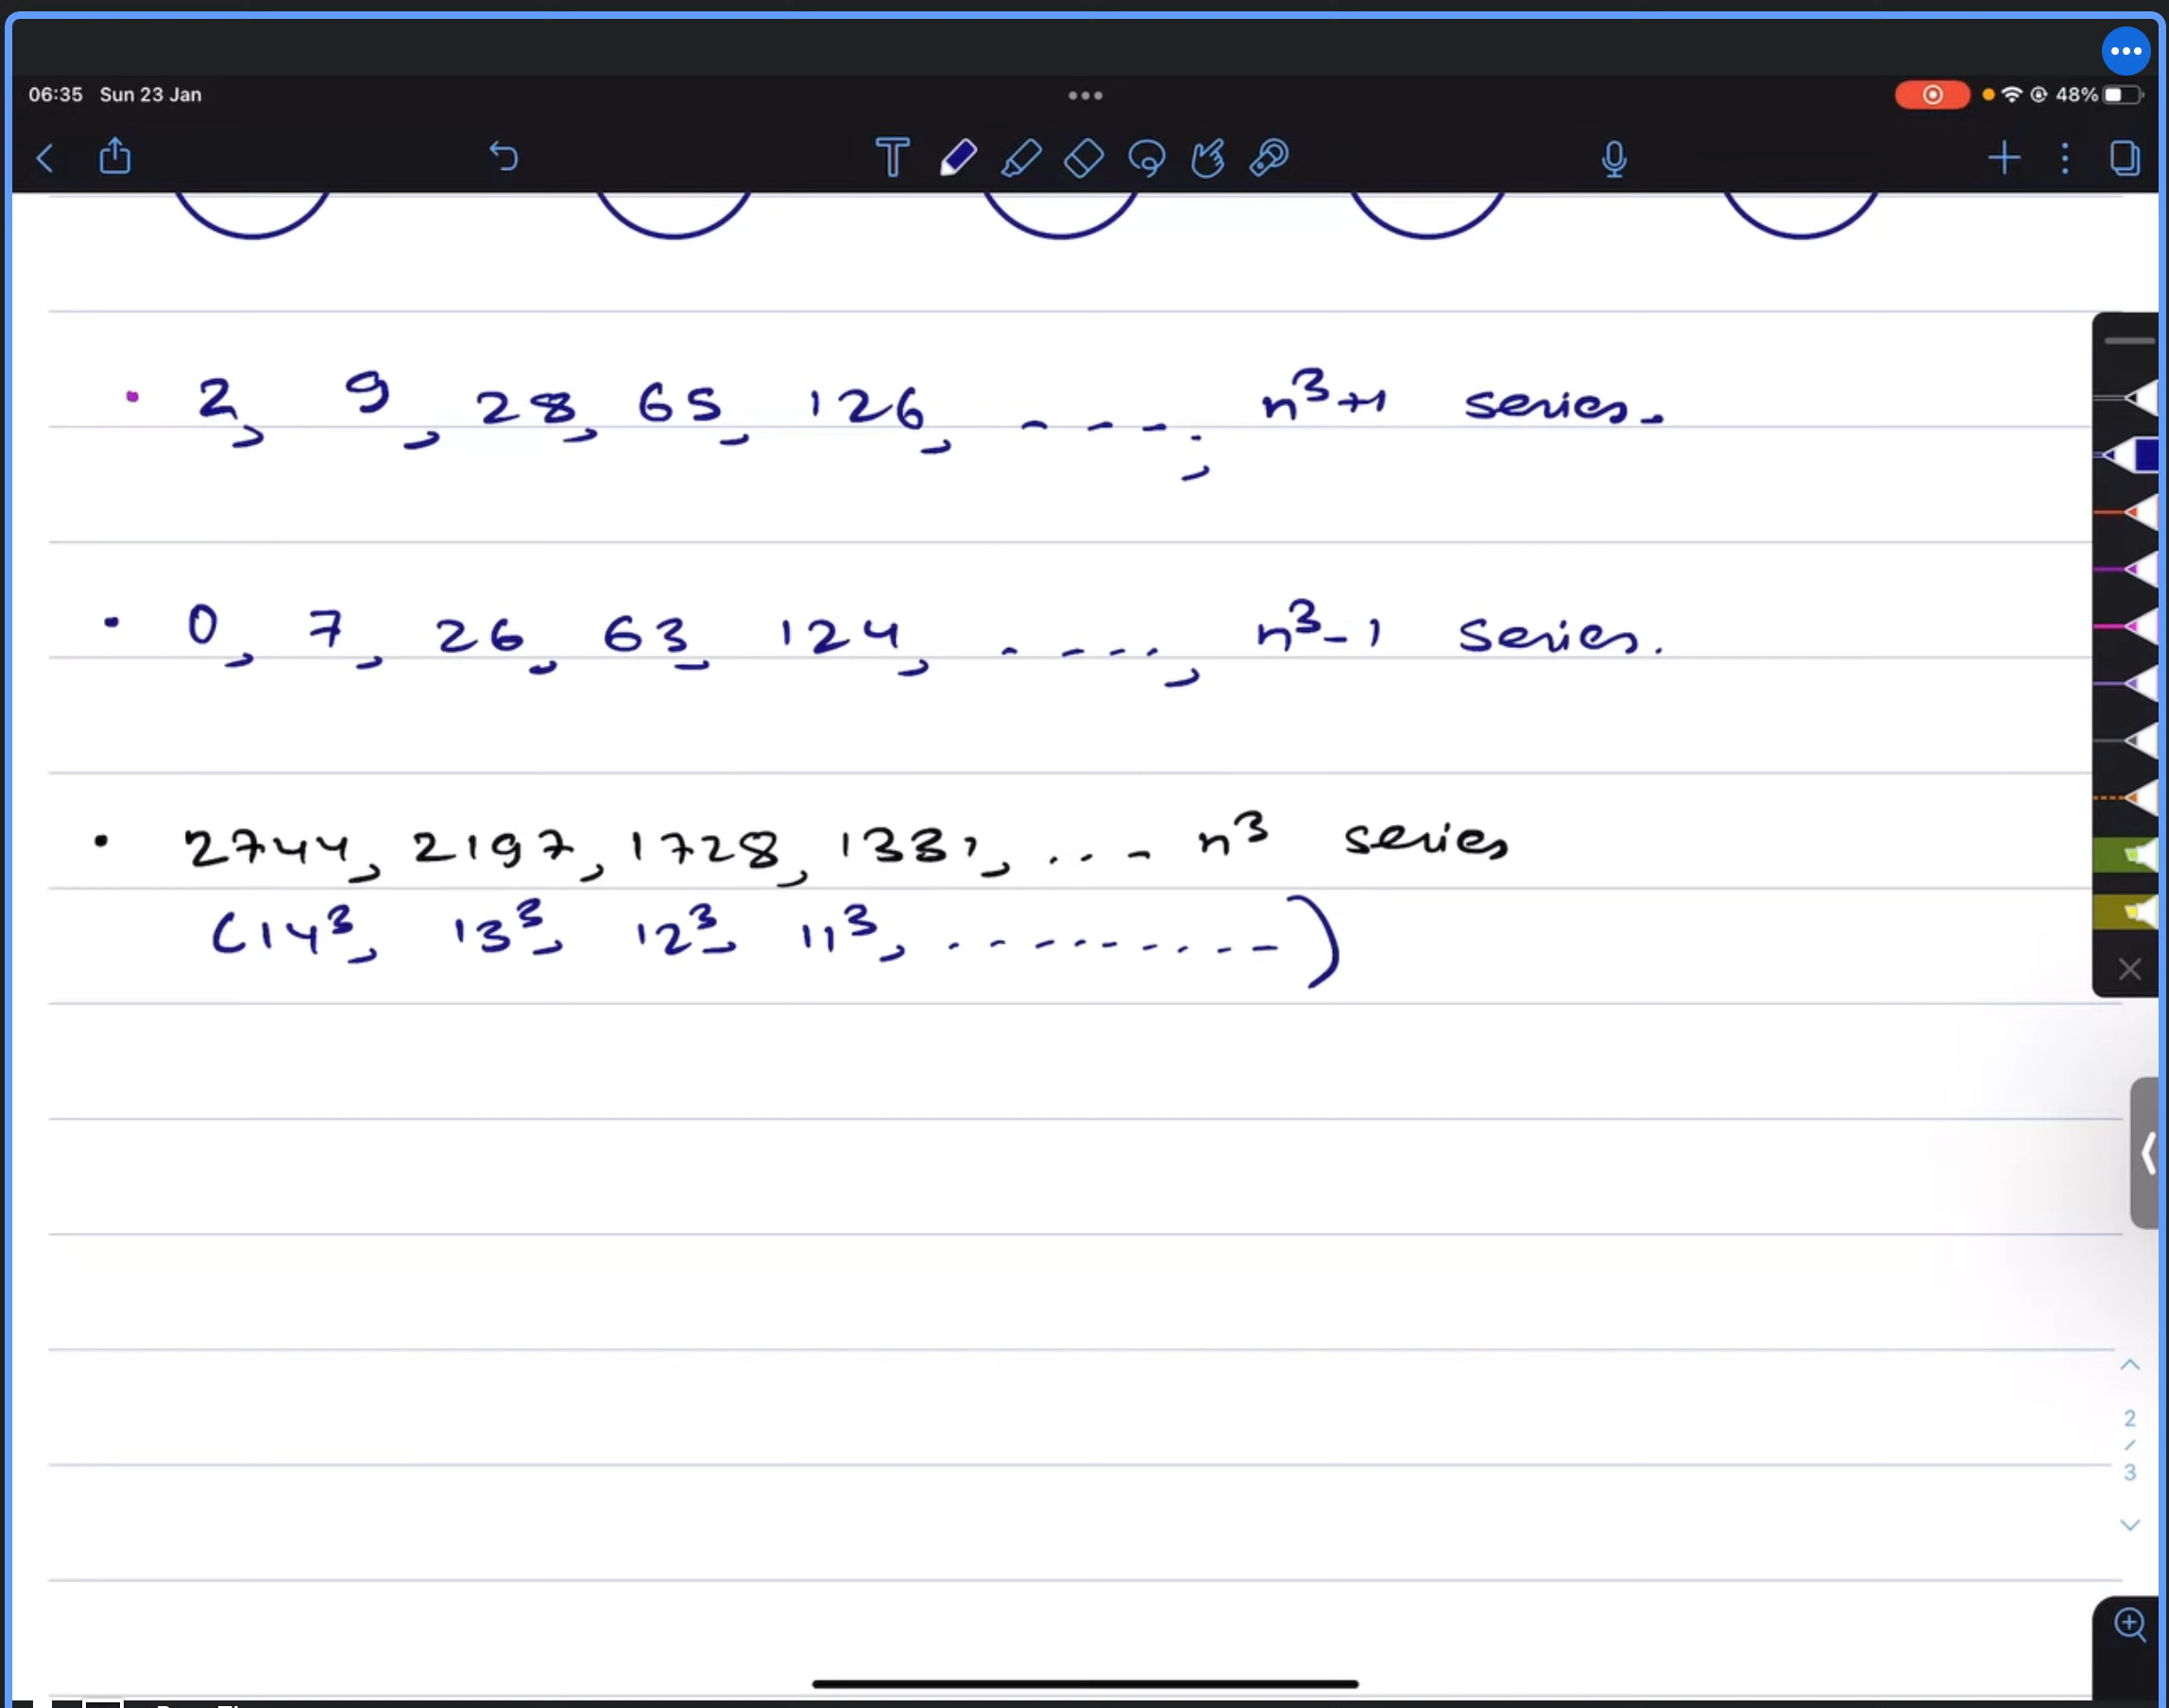 06:35 Sun 23 Jan
48%
• 2, 9, 28, 65, 126, - - - -, n³+1 series.
• 0, 7, 26, 63, 124, - - - -, n³-1 series.
• 2744, 2197, 1728, 1331, ... n³ series
(14³, 13³, 12³, 11³, - - - - - - - - - -)
2
/
3